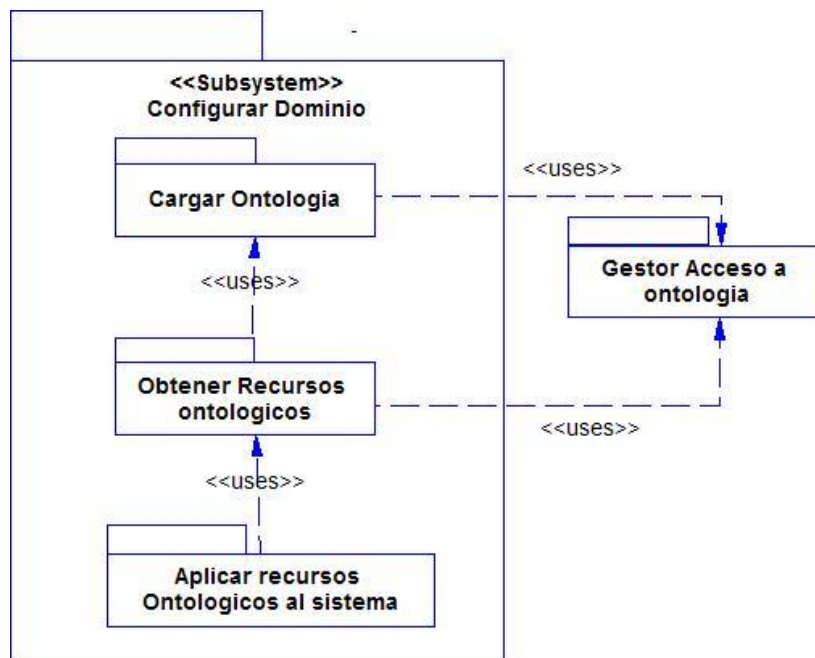 <<Subsystem>>
Configurar Dominio
<<uses>>
Cargar Ontologia
Gestor Acceso a
ontologia
<<uses>>
Obtener Recursos
ontologicos
<<uses>>
<<uses>>
Aplicar recursos
Ontologicos al sistema